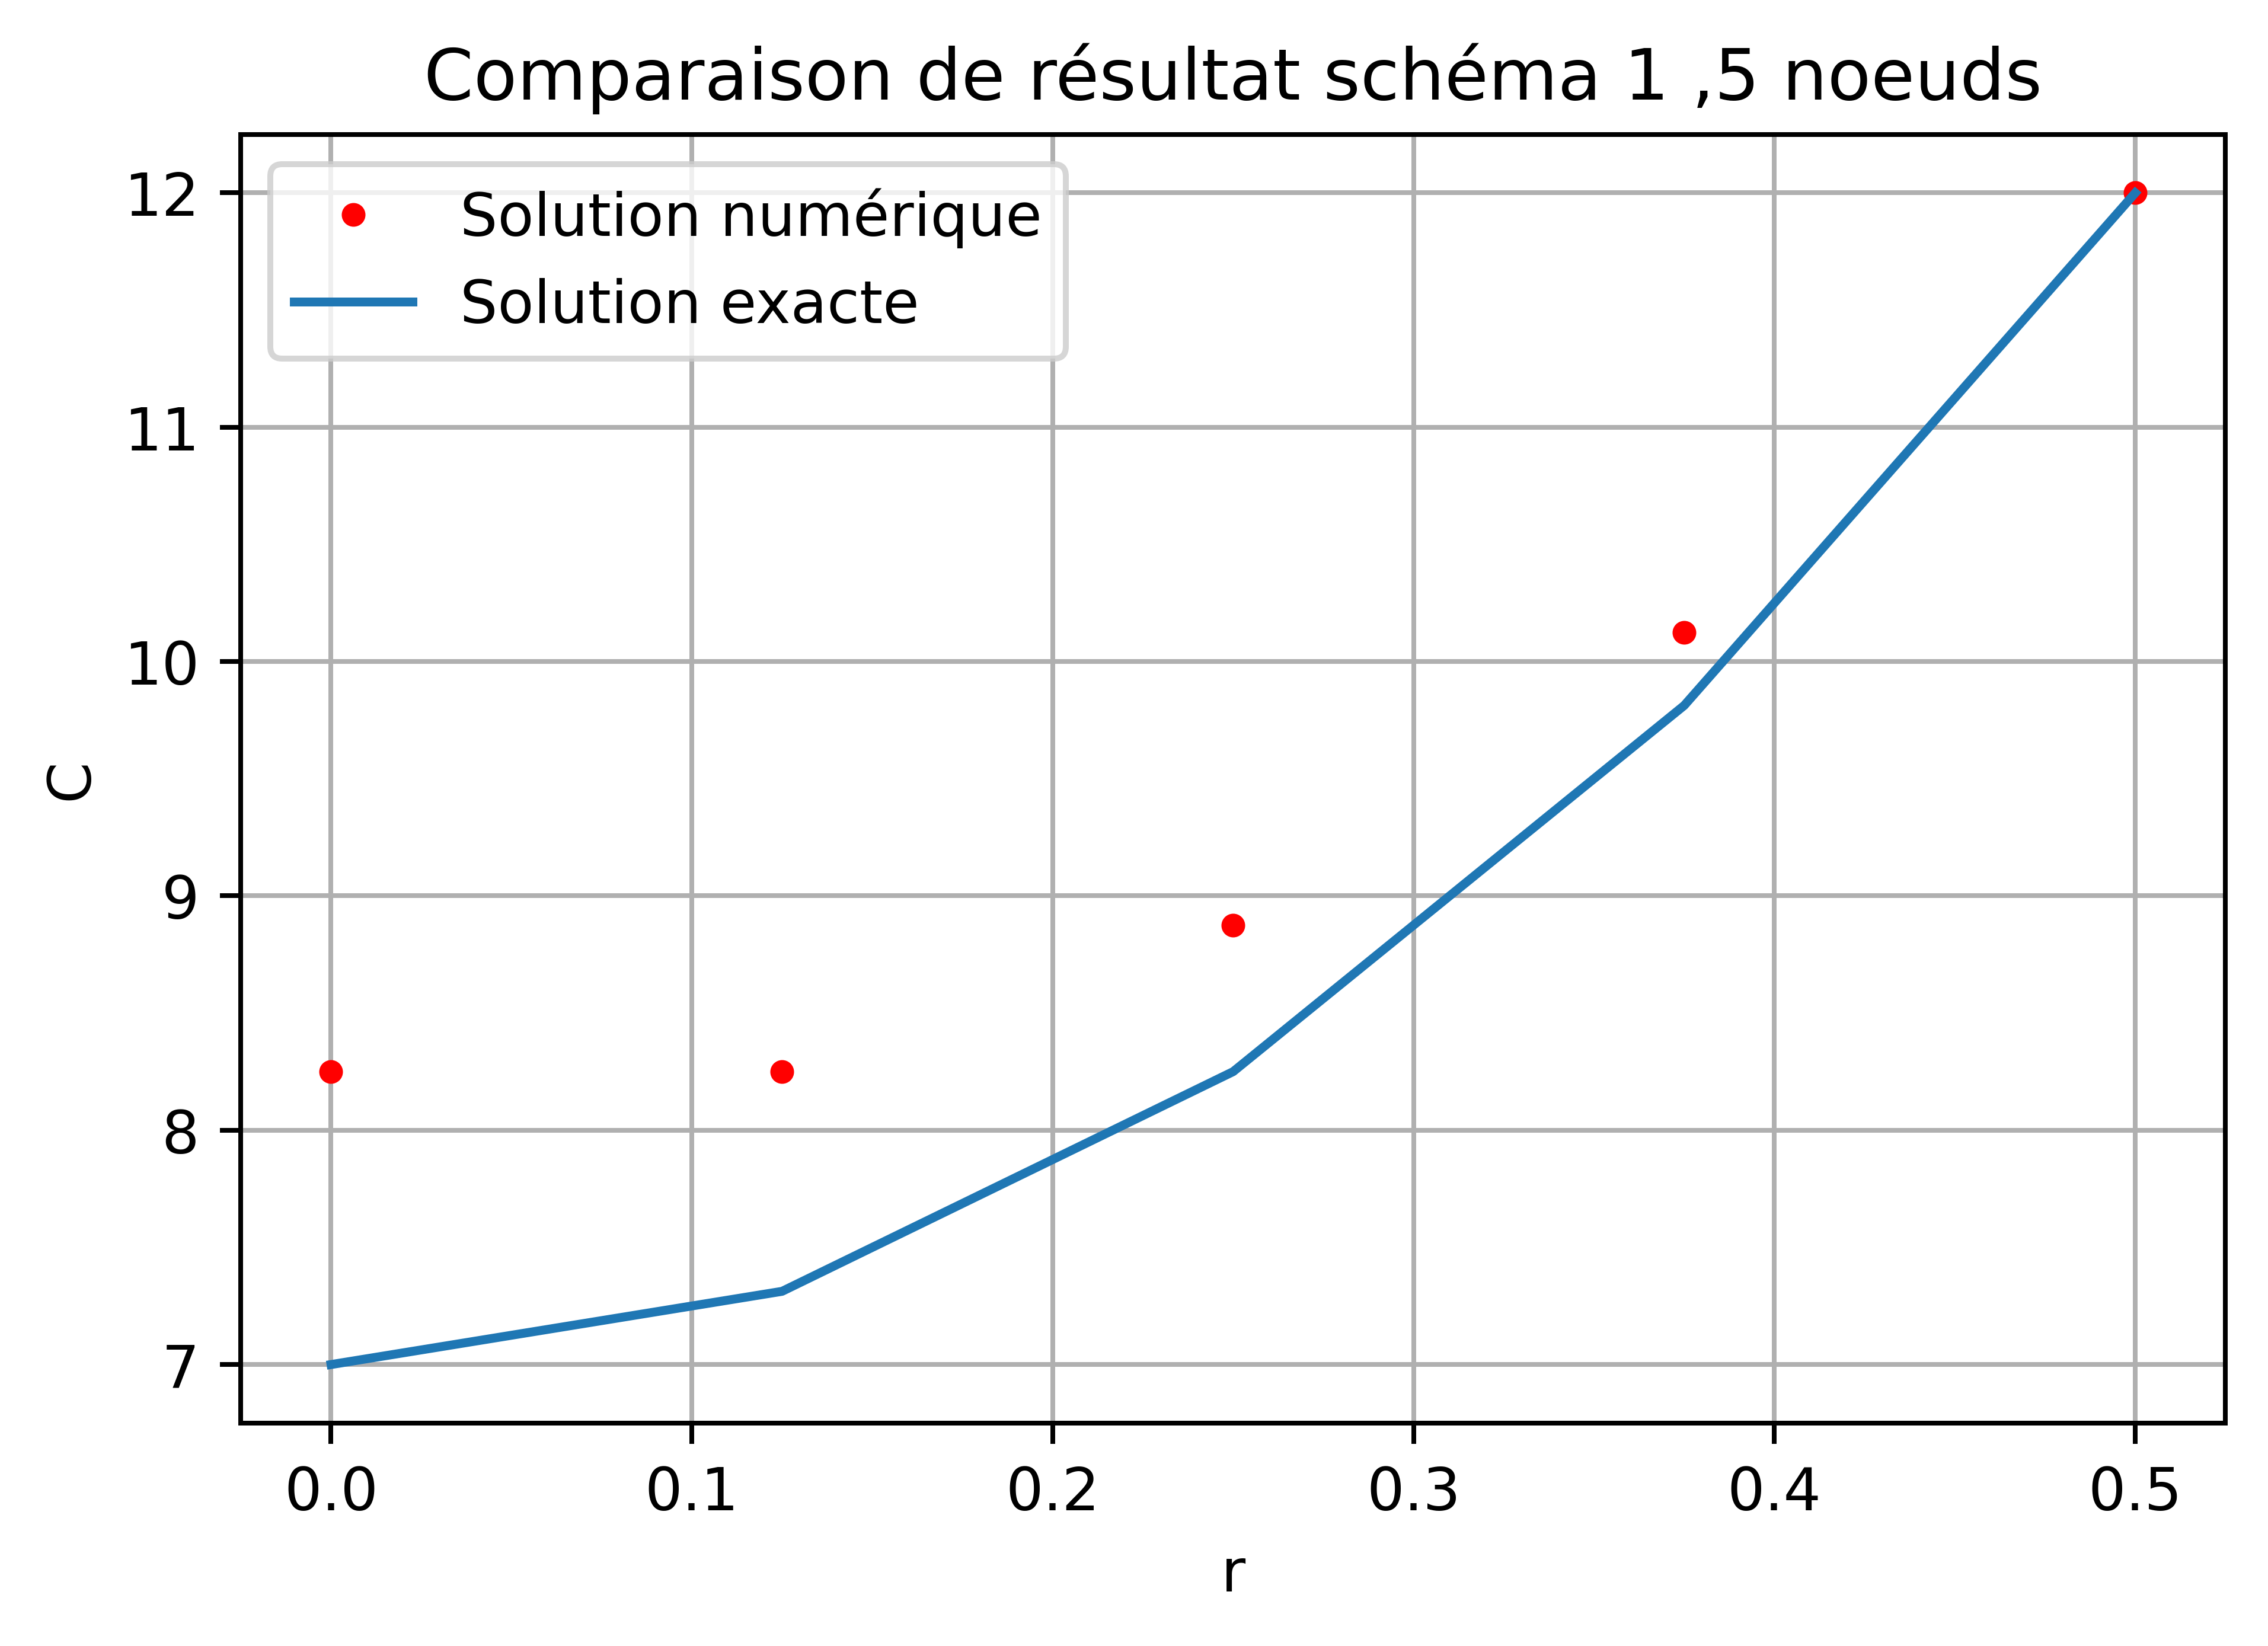 Comparaison de résultat schéma 1 ,5 noeuds
Solution numérique
Solution exacte
12
11
10
9
8
7
C
0.0 0.1 0.2 0.3 0.4 0.5
r